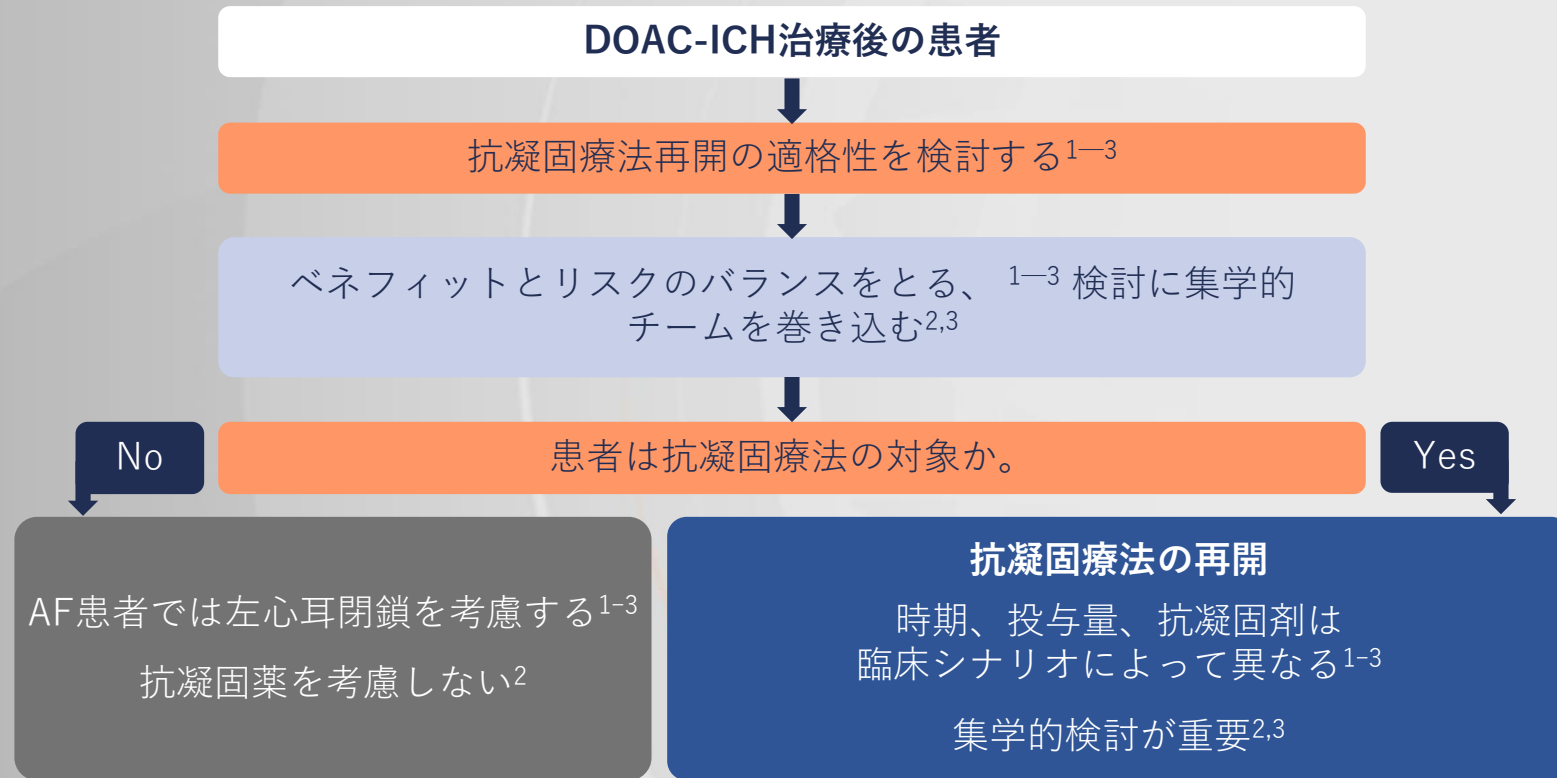 DOAC-ICH治療後の患者
抗凝固療法再開の適格性を検討する1—3
ベネフィットとリスクのバランスをとる、 1—3 検討に集学的
チームを巻き込む2,3
No
患者は抗凝固療法の対象か。
Yes
AF患者では左心耳閉鎖を考慮する1-3
抗凝固薬を考慮しない2
抗凝固療法の再開
時期、投与量、抗凝固剤は
臨床シナリオによって異なる1-3
集学的検討が重要2,3